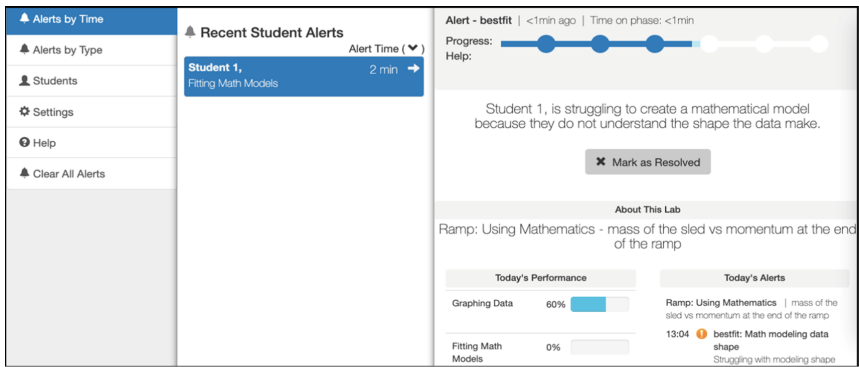 Alerts by Time
Alerts by Type
Students
Settings
Help
Clear All Alerts
Recent Student Alerts
Alert Time ( )
Student 1,
2 min
Fitting Math Models
Alert - bestfit | <1min ago | Time on phase: <1min
Progress:
Help:
Student 1, is struggling to create a mathematical model
because they do not understand the shape the data make.
Mark as Resolved
About This Lab
Ramp: Using Mathematics - mass of the sled vs momentum at the end
of the ramp
Today's Performance
Graphing Data 60%
Fitting Math 0%
Models
Today's Alerts
Ramp: Using Mathematics | mass of the
sled vs momentum at the end of the ramp
13:04 bestfit: Math modeling data
shape
Struggling with modeling shape